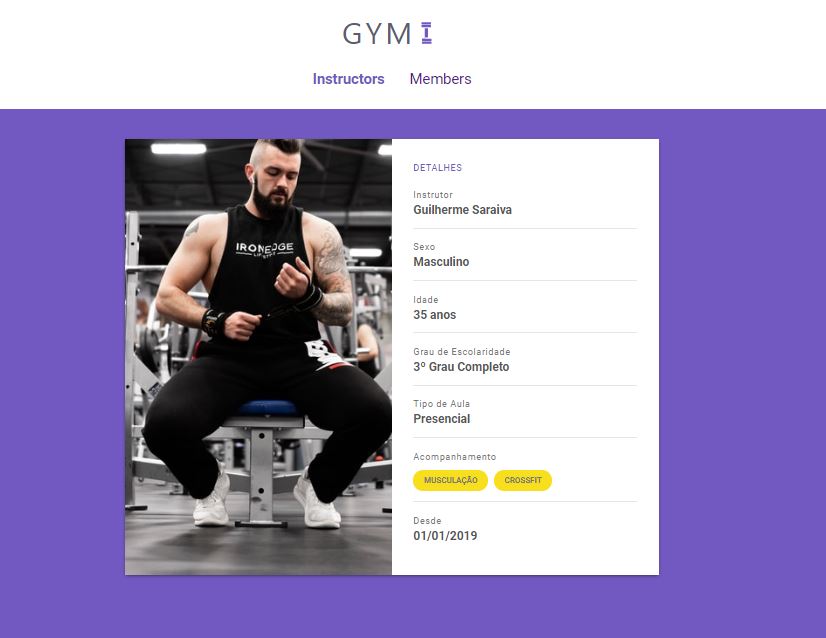 GYM
Instructors Members
IRONEDGE
DETALHES
Instrutor
Guilherme Saraiva
Sexo
Masculino
Idade
35 anos
Grau de Escolaridade
3º Grau Completo
Tipo de Aula
Presencial
Acompanhamento
MUSCULAÇÃO CROSSFIT
Desde
01/01/2019